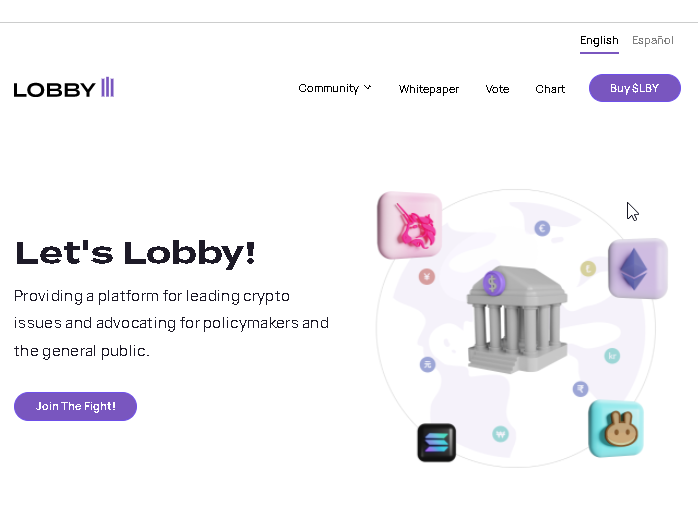 English Español
LOBBY
Community Whitepaper Vote Chart Buy $LBY
Let's Lobby!
Providing a platform for leading crypto
issues and advocating for policymakers and
the general public.
Join The Fight!